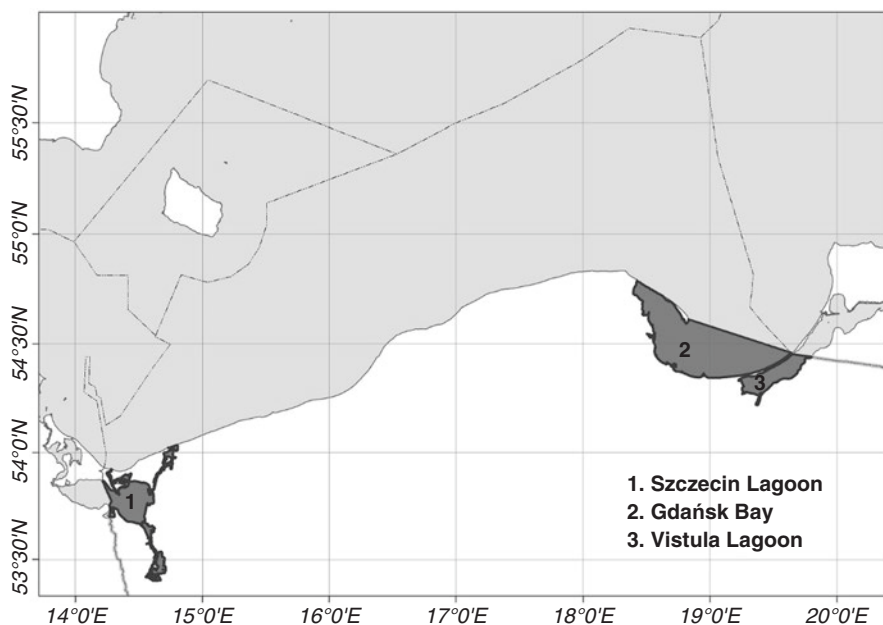 55°30'N
55°0'N
54°30'N
54°0'N
53°30'N
1
2
3
1. Szczecin Lagoon
2. Gdańsk Bay
3. Vistula Lagoon
14°0'E 15°0'E 16°0'E 17°0'E 18°0'E 19°0'E 20°0'E